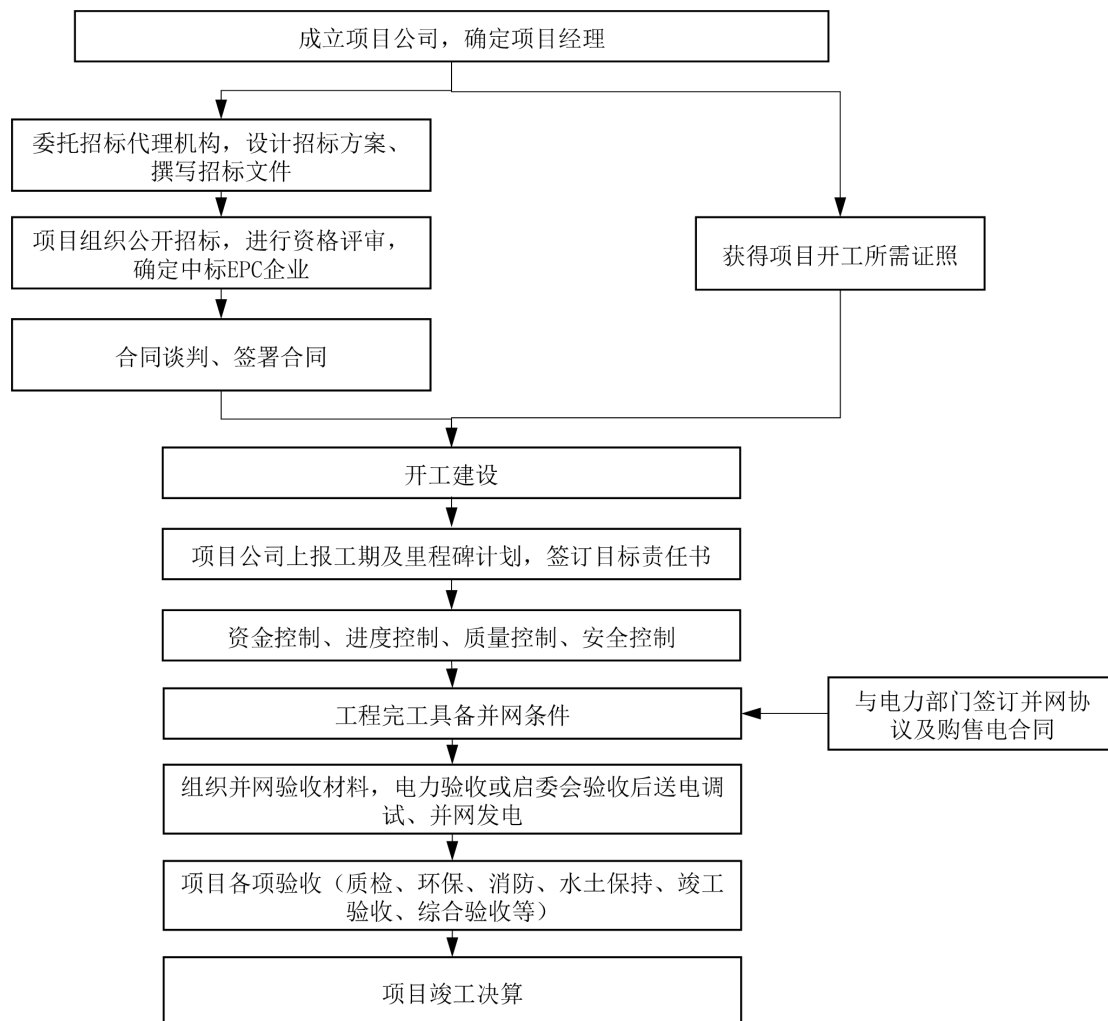 成立项目公司，确定项目经理
委托招标代理机构，设计招标方案、
撰写招标文件
项目组织公开招标，进行资格评审，
确定中标EPC企业
获得项目开工所需证照
合同谈判、签署合同
开工建设
项目公司上报工期及里程碑计划，签订目标责任书
资金控制、进度控制、质量控制、安全控制
工程完工具备并网条件
与电力部门签订并网协
议及购售电合同
组织并网验收材料，电力验收或启委会验收后送电调
试、并网发电
项目各项验收（质检、环保、消防、水土保持、竣工
验收、综合验收等）
项目竣工决算